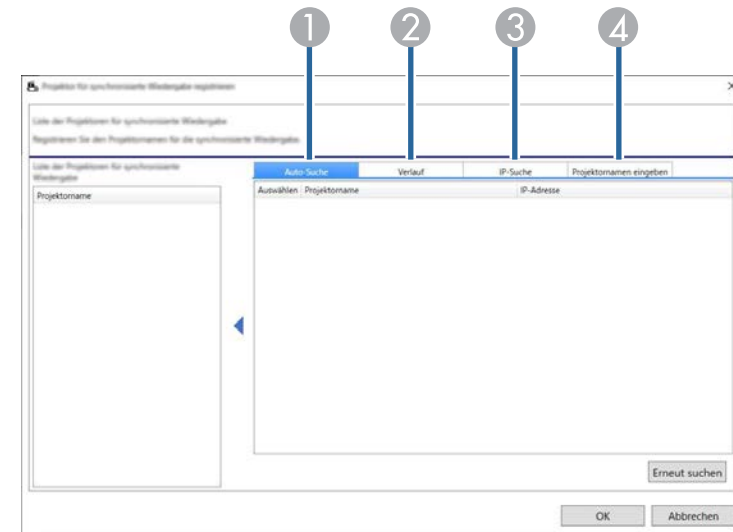 1 2 3 4
Projektor für synchronisierte Wiedergabe registrieren
Liste der Projektoren für synchronisierte Wiedergabe
Registrieren Sie den Projektornamen für die synchronisierte Wiedergabe.
Liste der Projektoren für synchronisierte
Wiedergabe
Auto-Suche Verlauf IP-Suche Projektornamen eingeben
Projektorname
Auswählen Projektorname IP-Adresse
Erneut suchen
OK Abbrechen